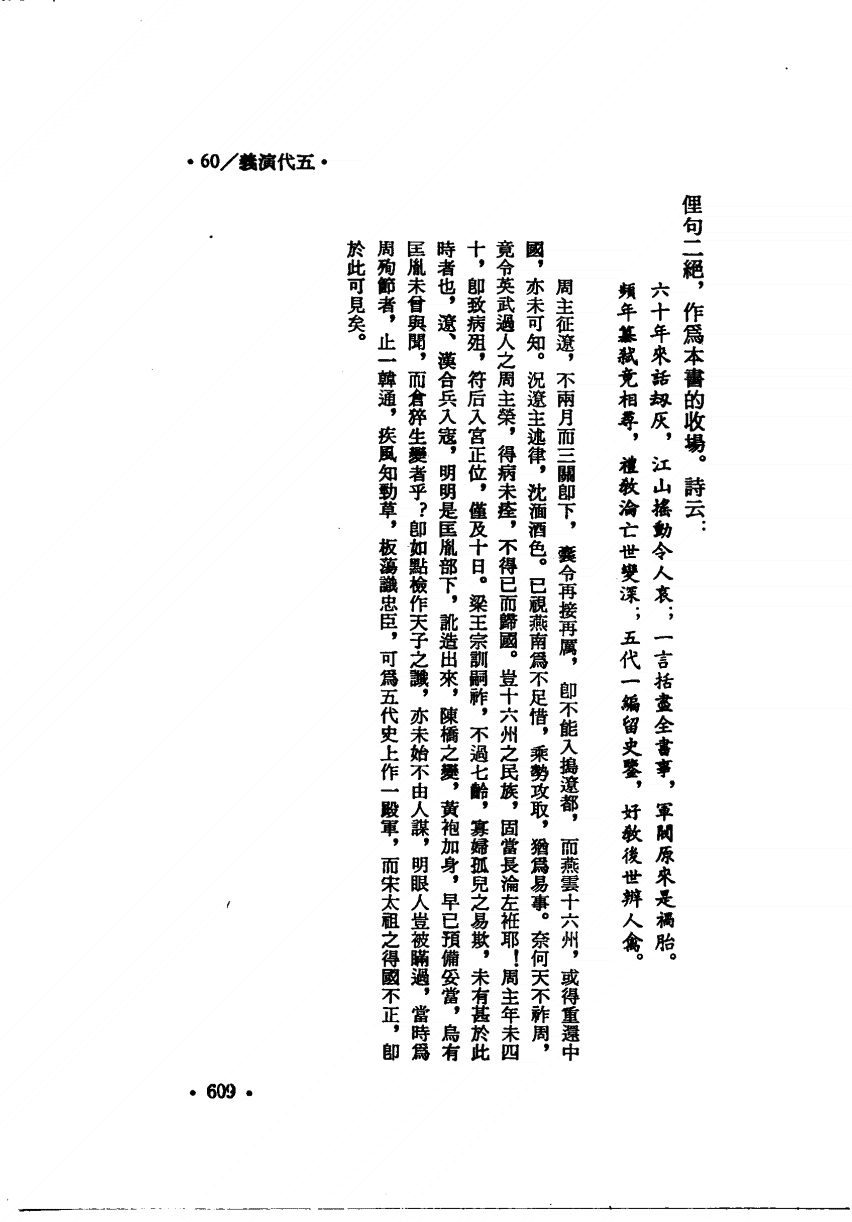 •60／義演代五•
俚句二絕，作爲本書的收場。詩云：
六十年來話劫灰，江山搖動令人哀；一言括盡全書事，軍閥原來是禍胎。
頻年篡弒竟相尋，禮教淪亡世變深；五代一編留史鑒，好教後世辨人禽。
周主征遼，不兩月而三關卽下，曩令再接再厲，卽不能入搗遼都，而燕雲十六州，或得重還中
國，亦未可知。況遼主述律，沈湎酒色。已視燕南爲不足惜，乘勢攻取，猶爲易事。奈何天不祚周，
竟令英武過人之周主榮，得病未痊，不得已而歸國。豈十六州之民族，固當長淪左袵耶！周主年未四
十，卽致病殂，符后入宮正位，僅及十日。梁王宗訓嗣祚，不過七齡，寡婦孤兒之易欺，未有甚於此
時者也，遼、漢合兵入寇，明明是匡胤部下，訛造出來，陳橋之變，黃袍加身，早已預備妥當，烏有
匡胤未曾與聞，而倉猝生變者乎？卽如點檢作天子之讖，亦未始不由人謀，明眼人豈被瞞過，當時爲
周殉節者，止一韓通，疾風知勁草，板蕩識忠臣，可爲五代史上作一殿軍，而宋太祖之得國不正，卽
於此可見矣。
•609•